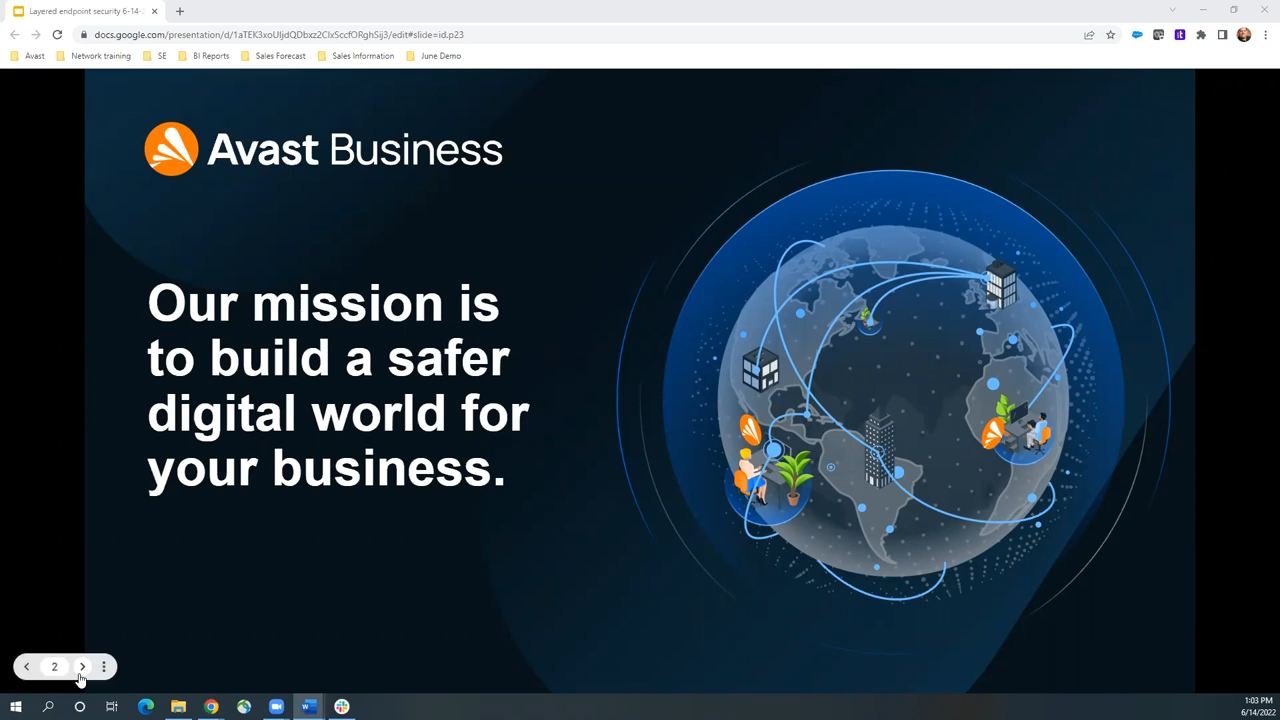 Layered endpoint security 6-14-
docs.google.com/presentation/d/1aTEK3xoUljdQDbxz2ClxSccfORghSij3/edit#slide=id.p23
Avast
Network training
SE
BI Reports
Sales Forecast
Sales Information
June Demo
Avast Business
Our mission is
to build a safer
digital world for
your business.
2
1:03 PM
6/14/2022